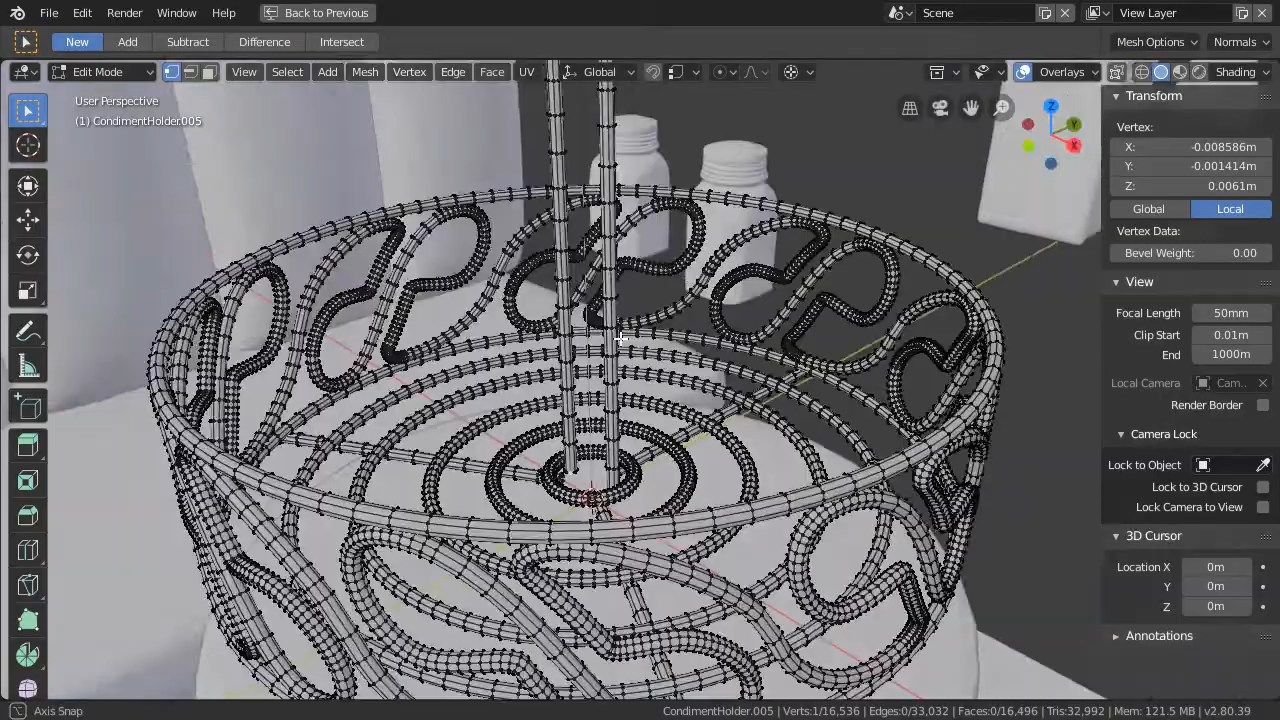 File Edit Render Window Help Back to Previous Scene View Layer
New Add Subtract Difference Intersect Mesh Options Normals
Edit Mode View Select Add Mesh Vertex Edge Face UV Global Overlays Shading
User Perspective
(1) CondimentHolder.005
Z
Y
X
Transform
Vertex:
X: -0.008586m
Y: -0.001414m
Z: 0.0061m
Global Local
Vertex Data:
Bevel Weight: 0.00
View
Focal Length 50mm
Clip Start 0.01m
End 1000m
Local Camera Cam..
Render Border
Camera Lock
Lock to Object
Lock to 3D Cursor
Lock Camera to View
3D Cursor
Location X 0m
Y 0m
Z 0m
Annotations
Axis Snap CondimentHolder.005 | Verts:1/16,536 | Edges:0/33,032 | Faces:0/16,496 | Tris:32,992 | Mem: 121.5 MB | v2.80.39